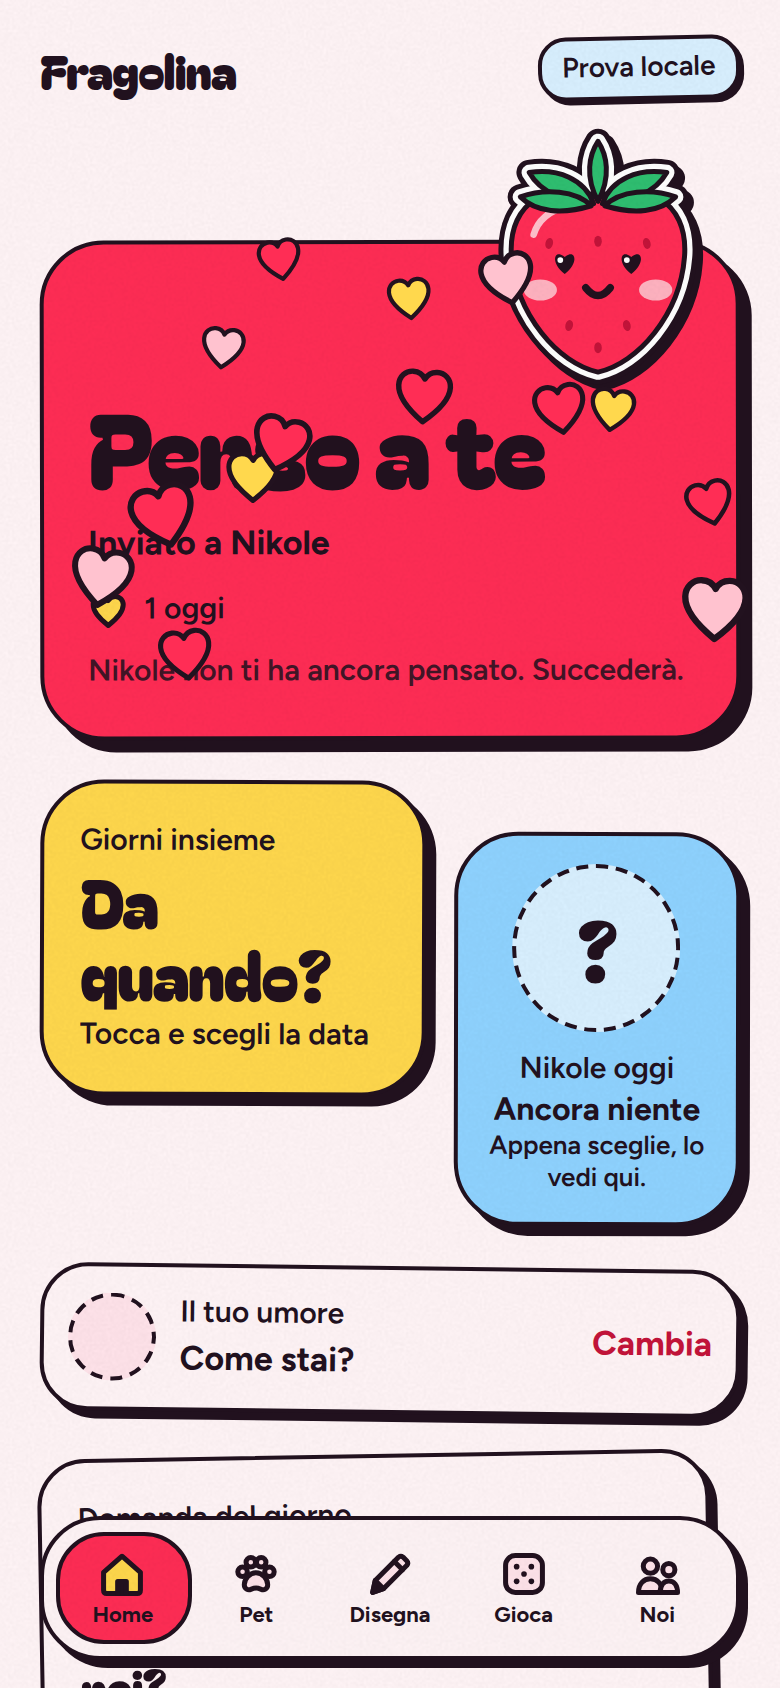 Fragolina
Prova locale
Penso a te
Inviato a Nikole
1 oggi
Nikole non ti ha ancora pensato. Succederà.
Giorni insieme
Da
quando?
Tocca e scegli la data
?
Nikole oggi
Ancora niente
Appena sceglie, lo
vedi qui.
Il tuo umore
Come stai?
Cambia
Domanda del giorno
noi?
Home
Pet
Disegna
Gioca
Noi